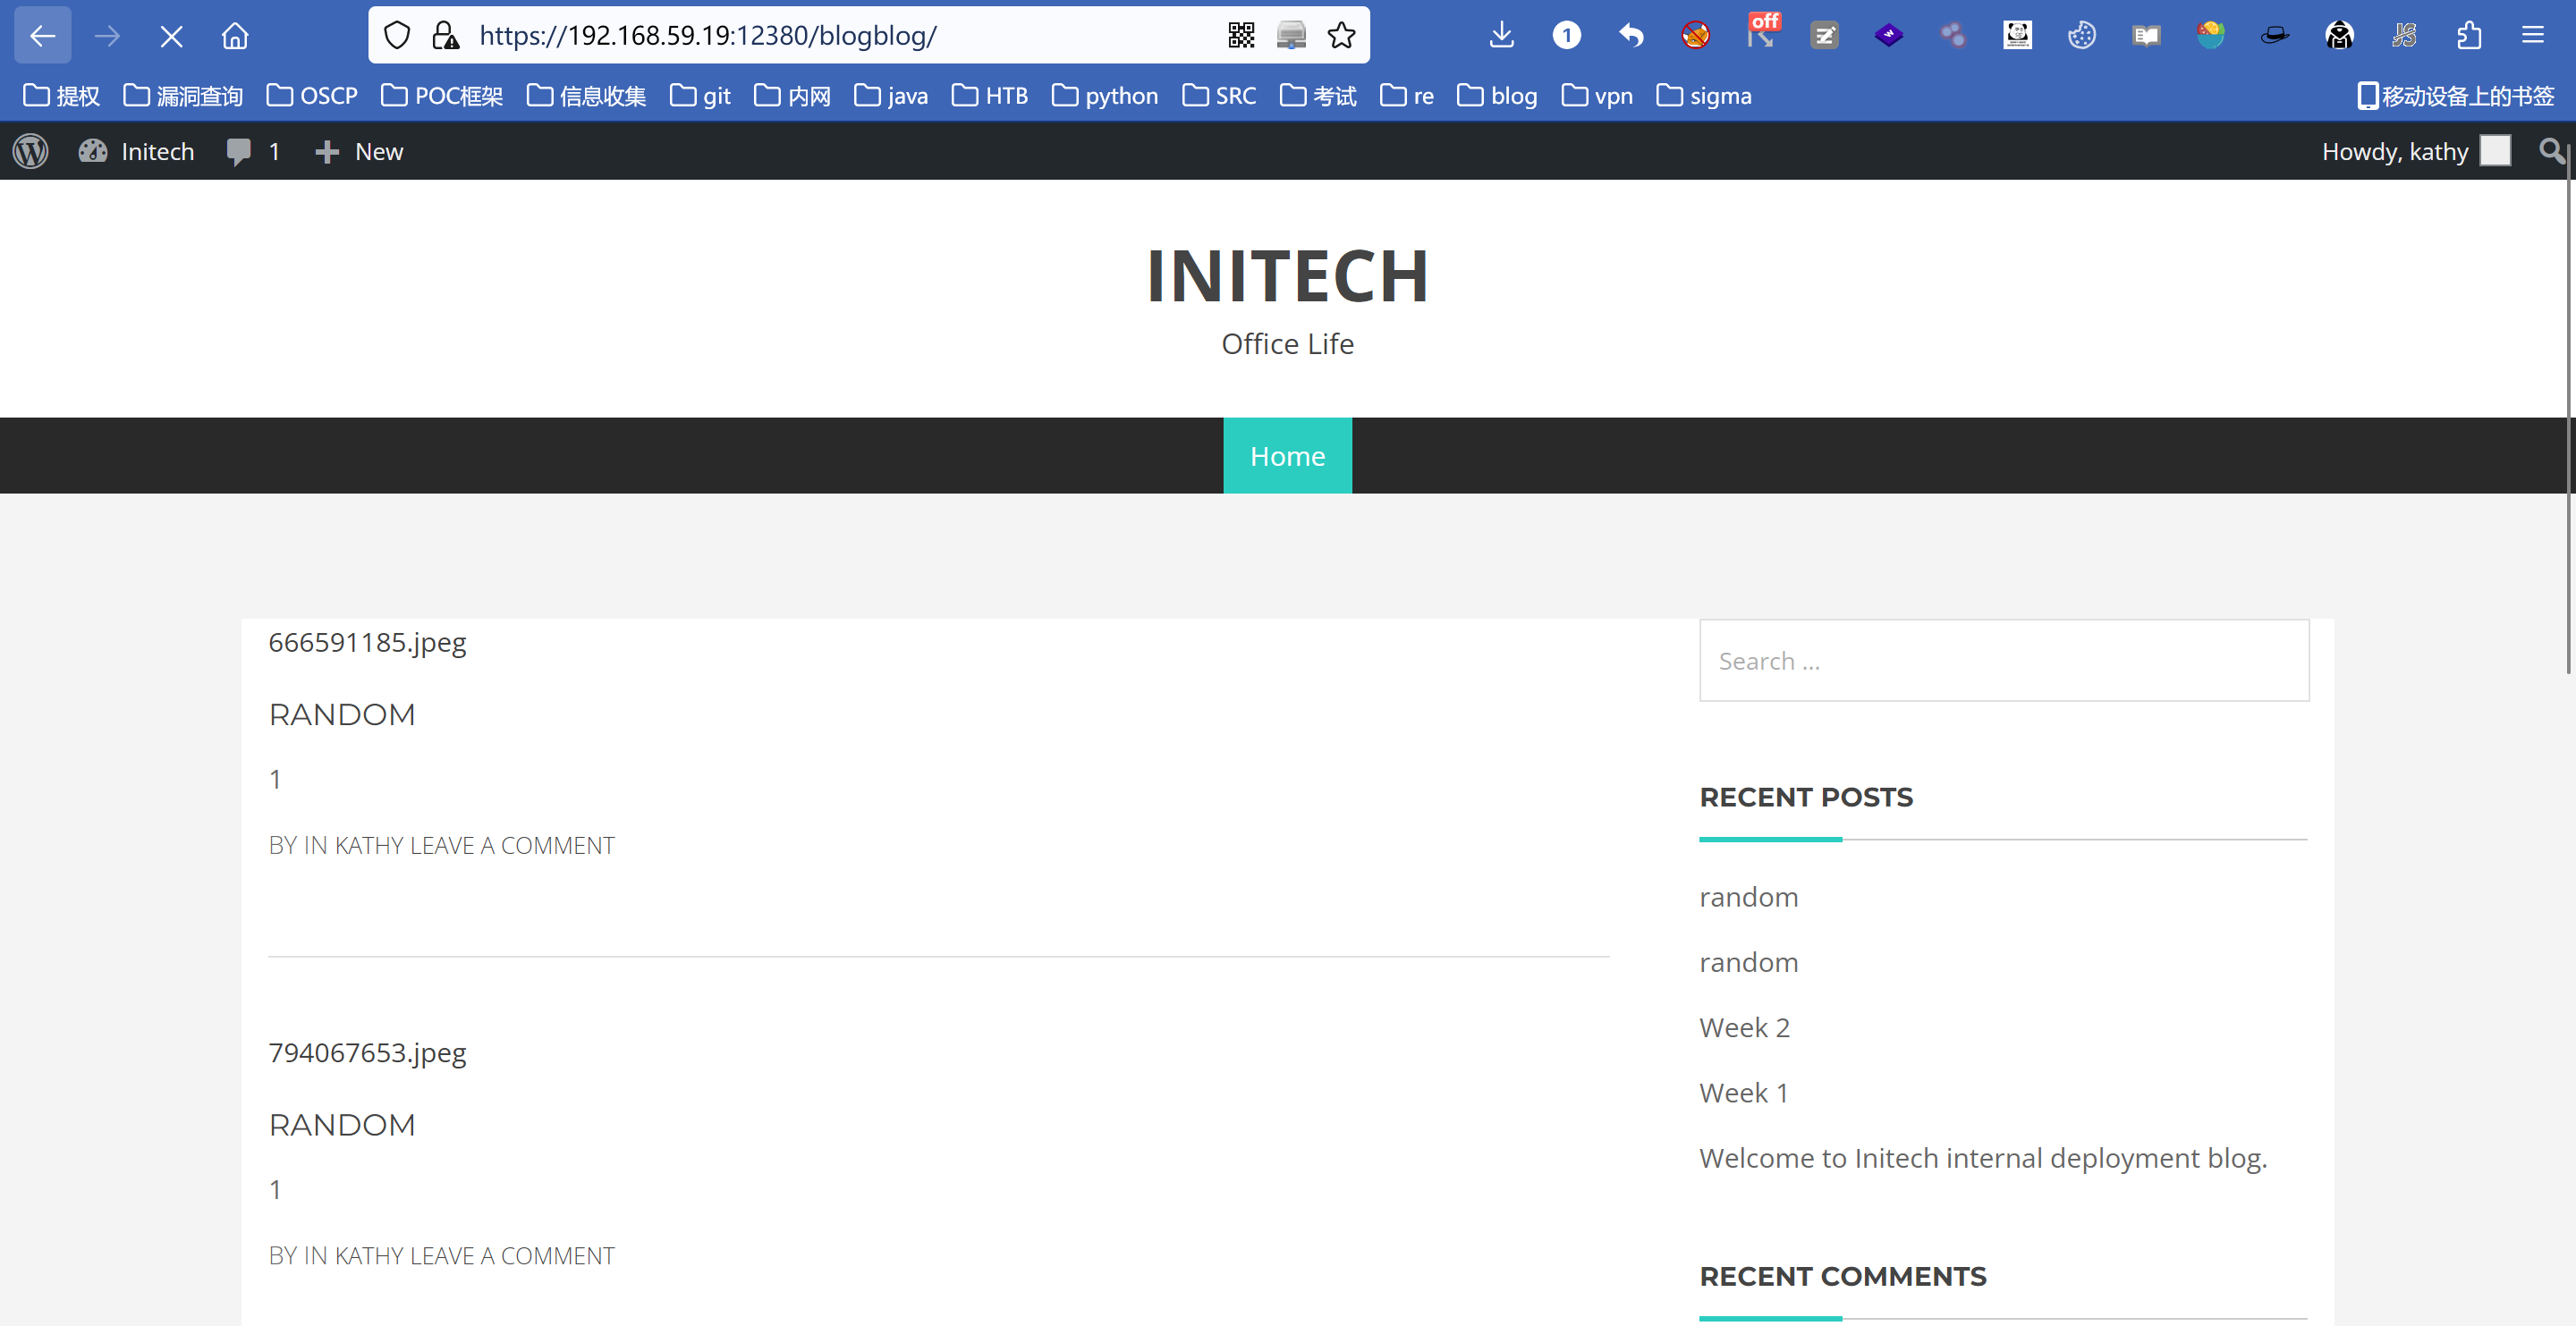 https://192.168.59.19:12380/blogblog/
1
off
提权 漏洞查询 OSCP POC框架 信息收集 git 内网 java HTB python SRC 考试 re blog vpn sigma 移动设备上的书签
Initech 1 New Howdy, kathy
INITECH
Office Life
Home
666591185.jpeg
RANDOM
1
BY IN KATHY LEAVE A COMMENT
794067653.jpeg
RANDOM
1
BY IN KATHY LEAVE A COMMENT
Search ...
RECENT POSTS
random
random
Week 2
Week 1
Welcome to Initech internal deployment blog.
RECENT COMMENTS